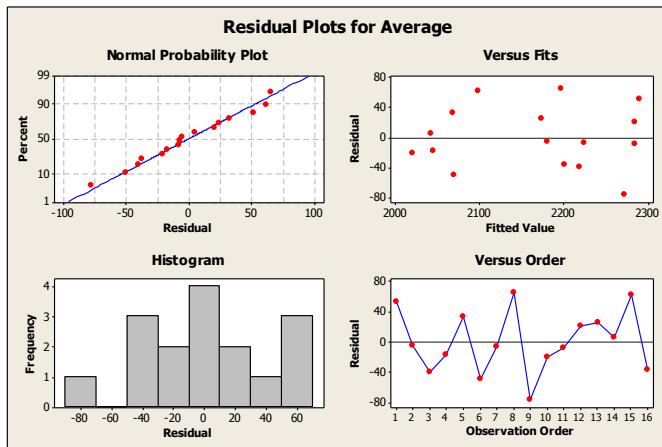 Residual Plots for Average
Normal Probability Plot
99
90
50
10
1
Percent
-100 -50 0 50 100
Residual
Versus Fits
80
40
0
-40
-80
Residual
2000 2100 2200 2300
Fitted Value
Histogram
4
3
2
1
0
Frequency
-80 -60 -40 -20 0 20 40 60
Residual
Versus Order
80
40
0
-40
-80
Residual
1 2 3 4 5 6 7 8 9 10 11 12 13 14 15 16
Observation Order